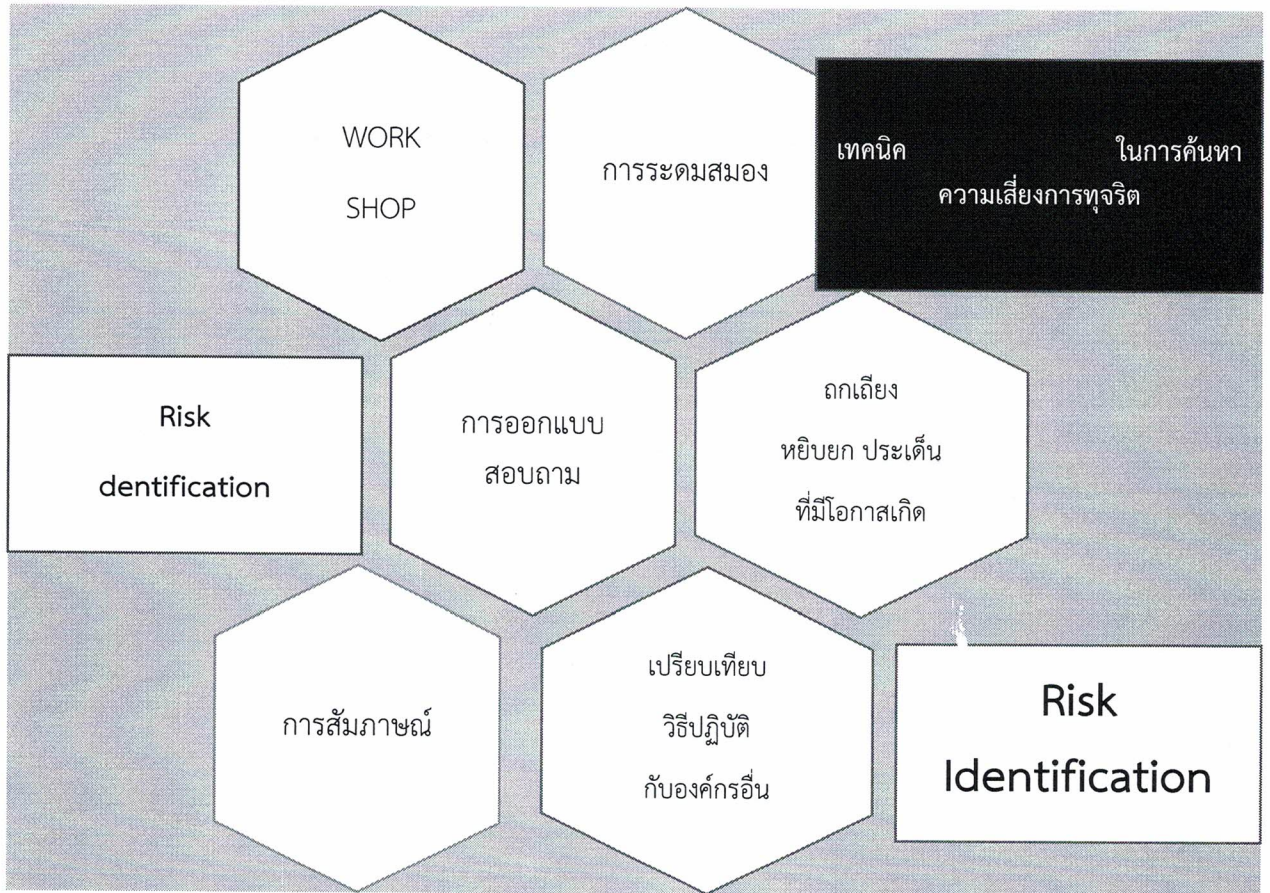 WORK
SHOP
การระดมสมอง
เทคนิค ในการค้นหา
ความเสี่ยงการทุจริต
Risk
dentification
การออกแบบ
สอบถาม
ถกเถียง
หยิบยก ประเด็น
ที่มีโอกาสเกิด
การสัมภาษณ์
เปรียบเทียบ
วิธีปฏิบัติ
กับองค์กรอื่น
Risk
Identification